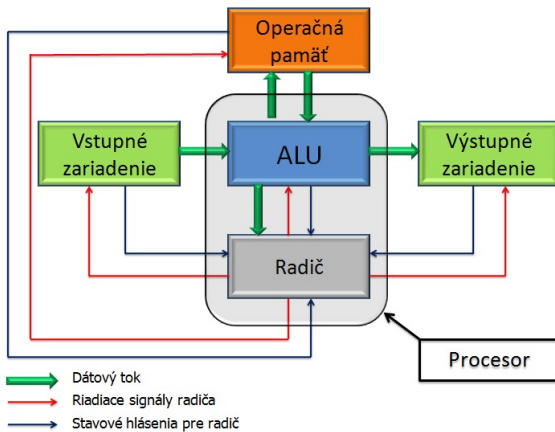 Operačná
pamäť
Vstupné
zariadenie
ALU
Výstupné
zariadenie
Radič
Procesor
Dátový tok
Riadiace signály radiča
Stavové hlásenia pre radič